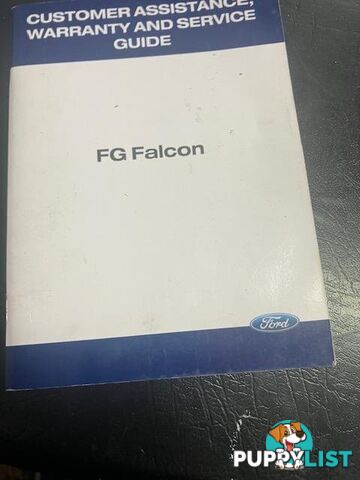 CUSTOMER ASSISTANCE,
WARRANTY AND SERVICE
GUIDE
FG Falcon
Ford
PUPPYLIST